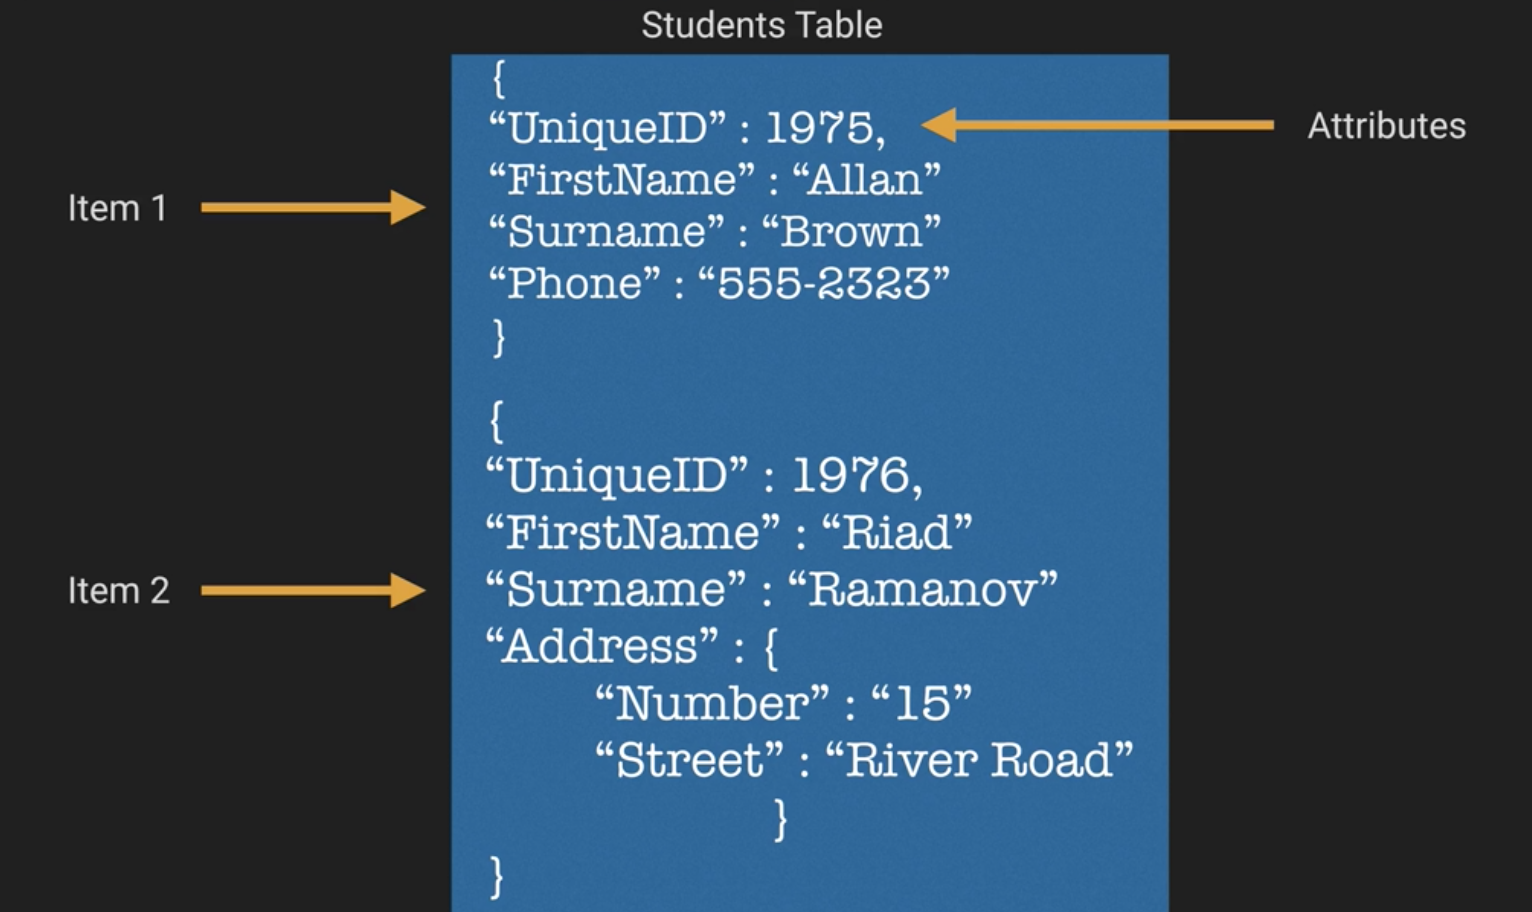 Students Table
{
“UniqueID” : 1975,
Attributes
“FirstName” : “Allan”
Item 1
“Surname” : “Brown”
“Phone” : “555-2323”
}
{
“UniqueID” : 1976,
“FirstName” : “Riad”
Item 2
“Surname” : “Ramanov”
“Address” : {
“Number” : “15”
“Street” : “River Road”
}
}